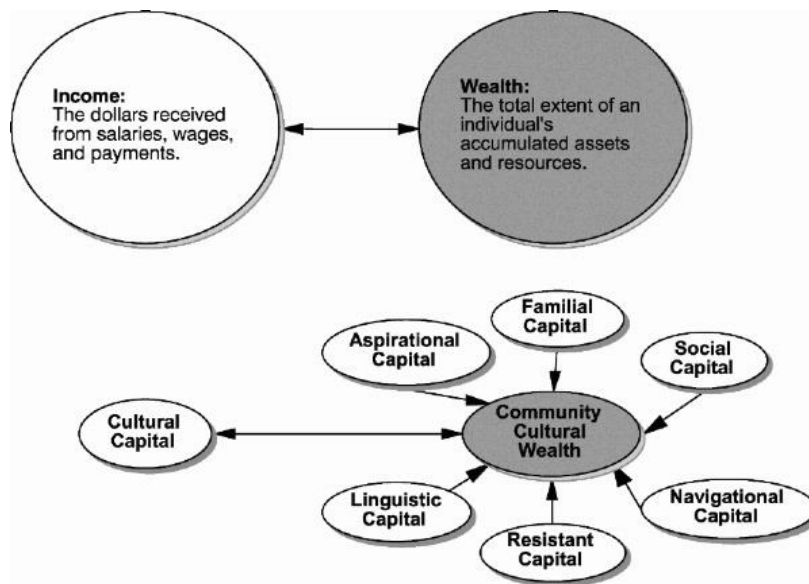 Income:
The dollars received
from salaries, wages,
and payments.
Wealth:
The total extent of an
individual's
accumulated assets
and resources.
Familial
Capital
Aspirational
Capital
Social
Capital
Cultural
Capital
Community
Cultural
Wealth
Linguistic
Capital
Resistant
Capital
Navigational
Capital